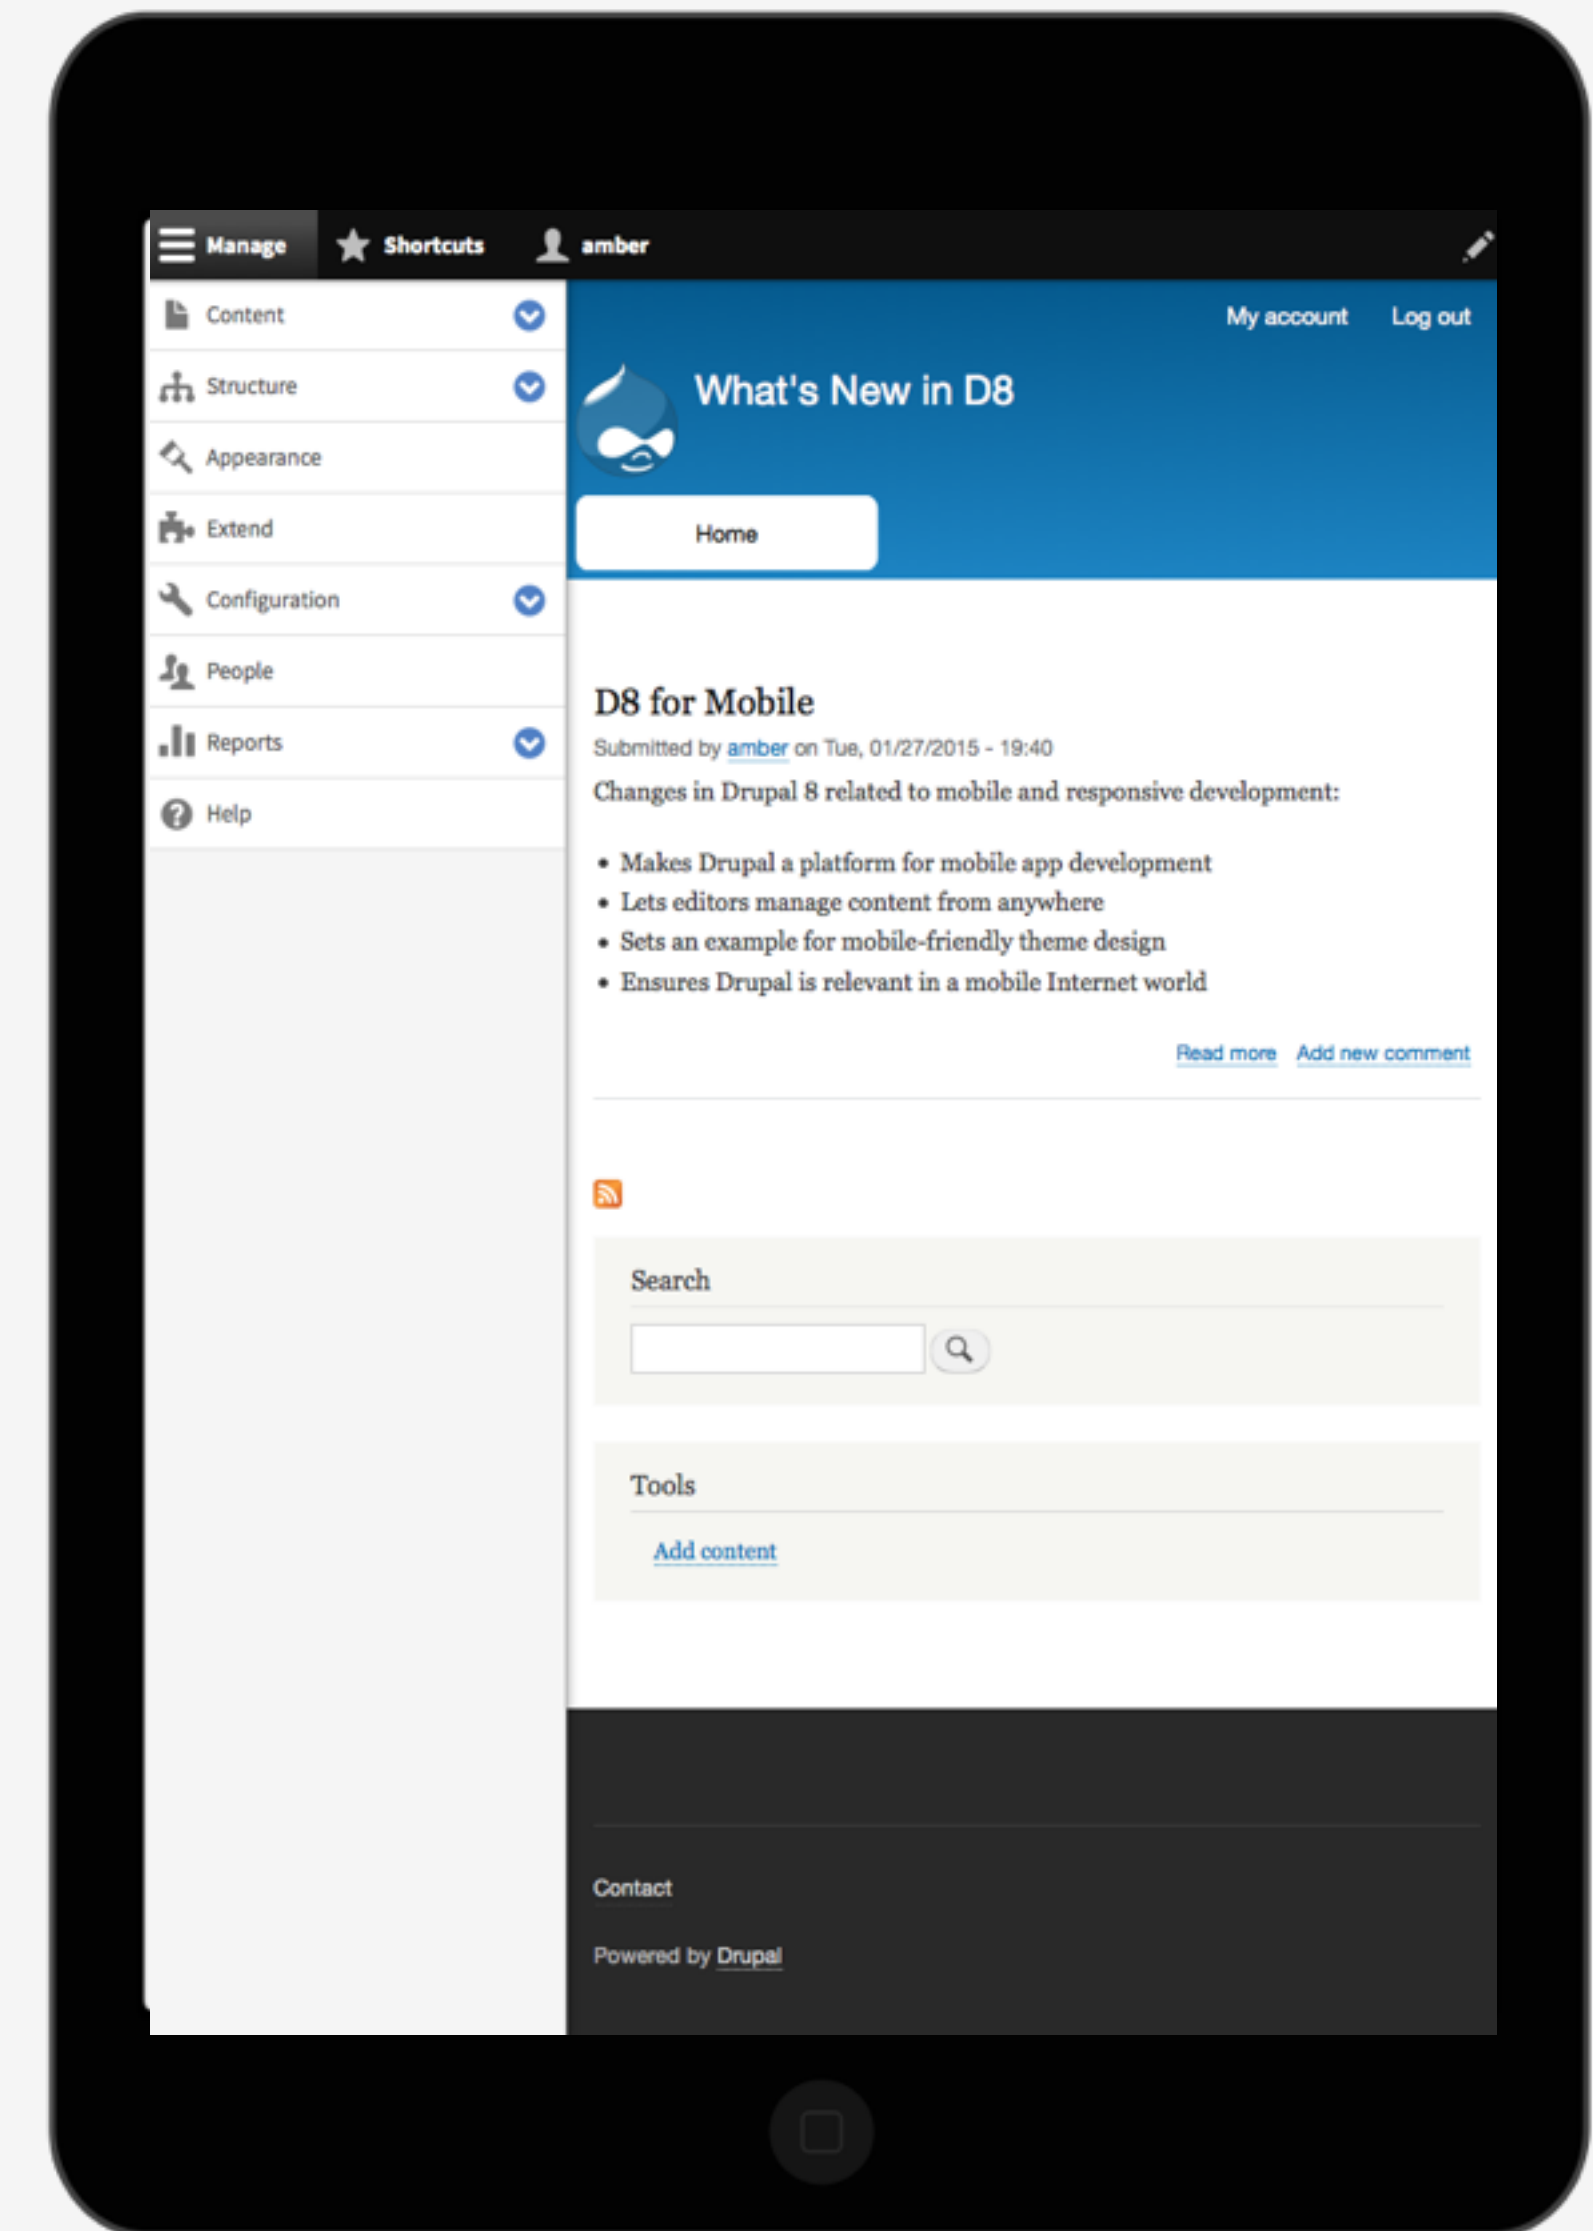 Manage Shortcuts amber
Content
Structure
Appearance
Extend
Configuration
People
Reports
Help
My account Log out
What's New in D8
Home
D8 for Mobile
Submitted by amber on Tue, 01/27/2015 - 19:40
Changes in Drupal 8 related to mobile and responsive development:
• Makes Drupal a platform for mobile app development
• Lets editors manage content from anywhere
• Sets an example for mobile-friendly theme design
• Ensures Drupal is relevant in a mobile Internet world
Read more Add new comment
Search
Tools
Add content
Contact
Powered by Drupal